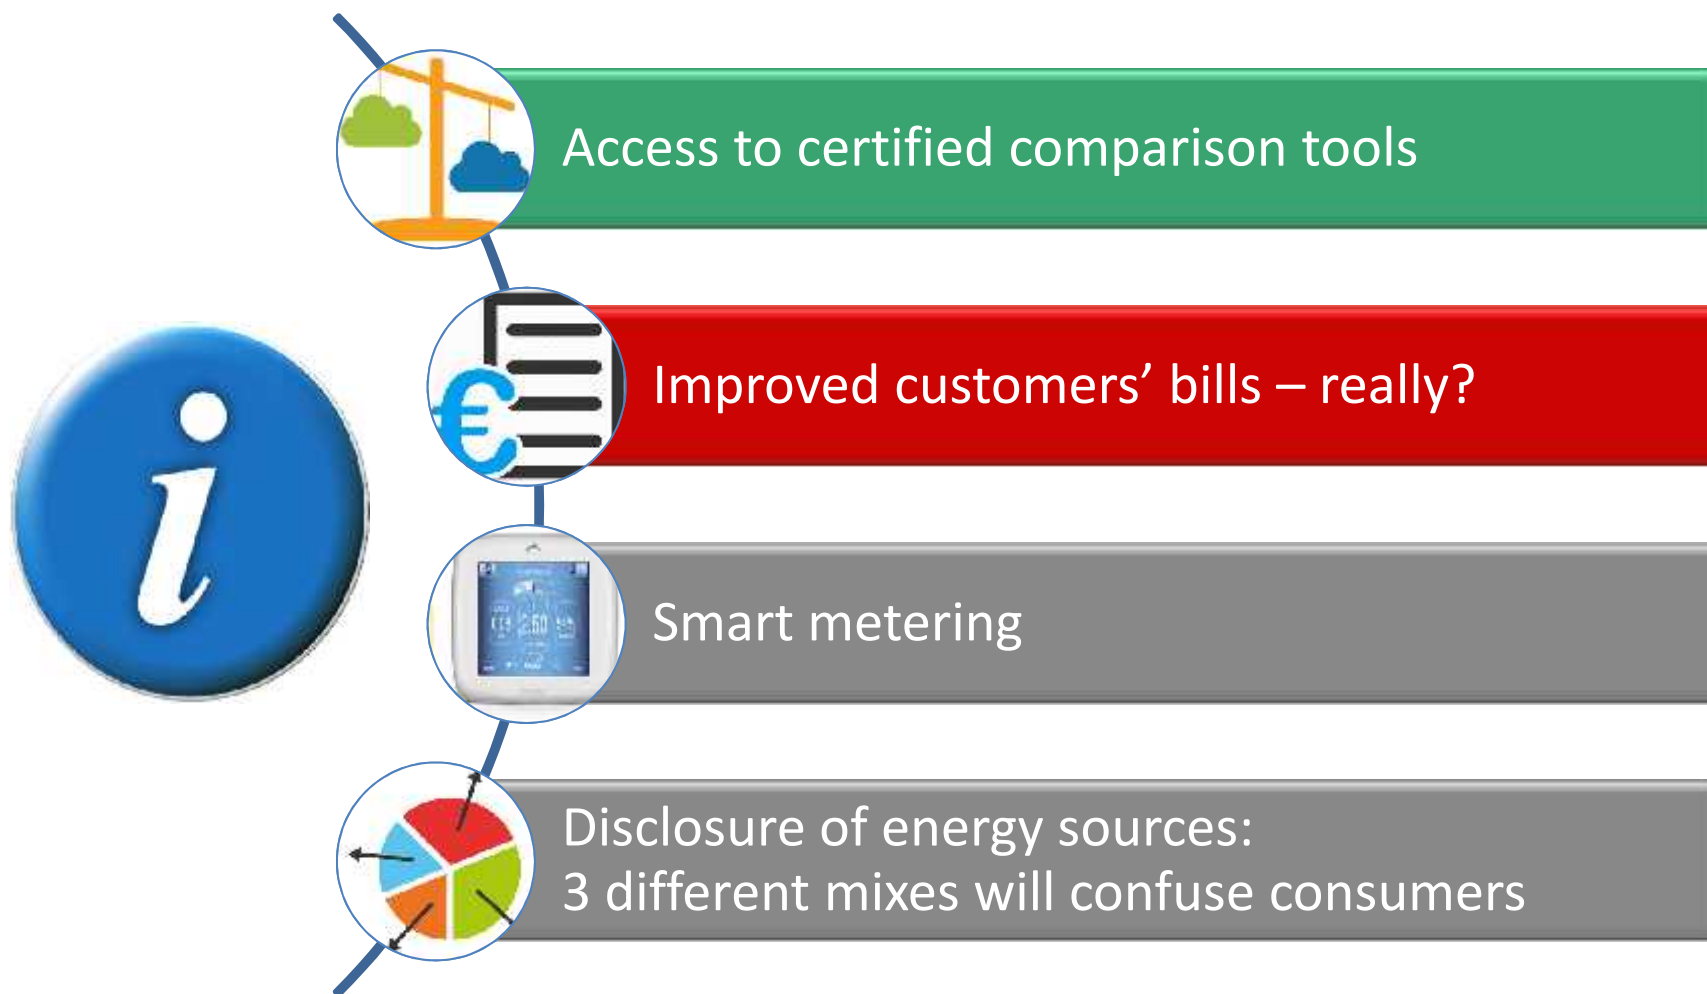 Access to certified comparison tools
Improved customers’ bills – really?
Smart metering
Disclosure of energy sources:
3 different mixes will confuse consumers